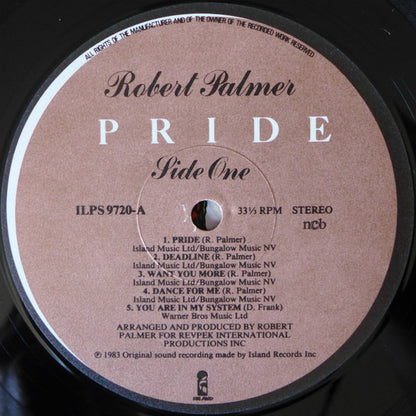 ALL RIGHTS OF THE MANUFACTURER AND OF THE OWNER OF THE RECORDED WORK RESERVED
Robert Palmer
PRIDE
Side One
ILPS 9720-A
33⅓ RPM STEREO
ncb
1. PRIDE (R. Palmer)
Island Music Ltd/Bungalow Music NV
2. DEADLINE (R. Palmer)
Island Music Ltd/Bungalow Music NV
3. WANT YOU MORE (R. Palmer)
Island Music Ltd/Bungalow Music NV
4. DANCE FOR ME (R. Palmer)
Island Music Ltd/Bungalow Music NV
5. YOU ARE IN MY SYSTEM (D. Frank)
Warner Bros Music Ltd
ARRANGED AND PRODUCED BY ROBERT
PALMER FOR REVPEK INTERNATIONAL
PRODUCTIONS INC
℗ 1983 Original sound recording made by Island Records Inc
ISLAND